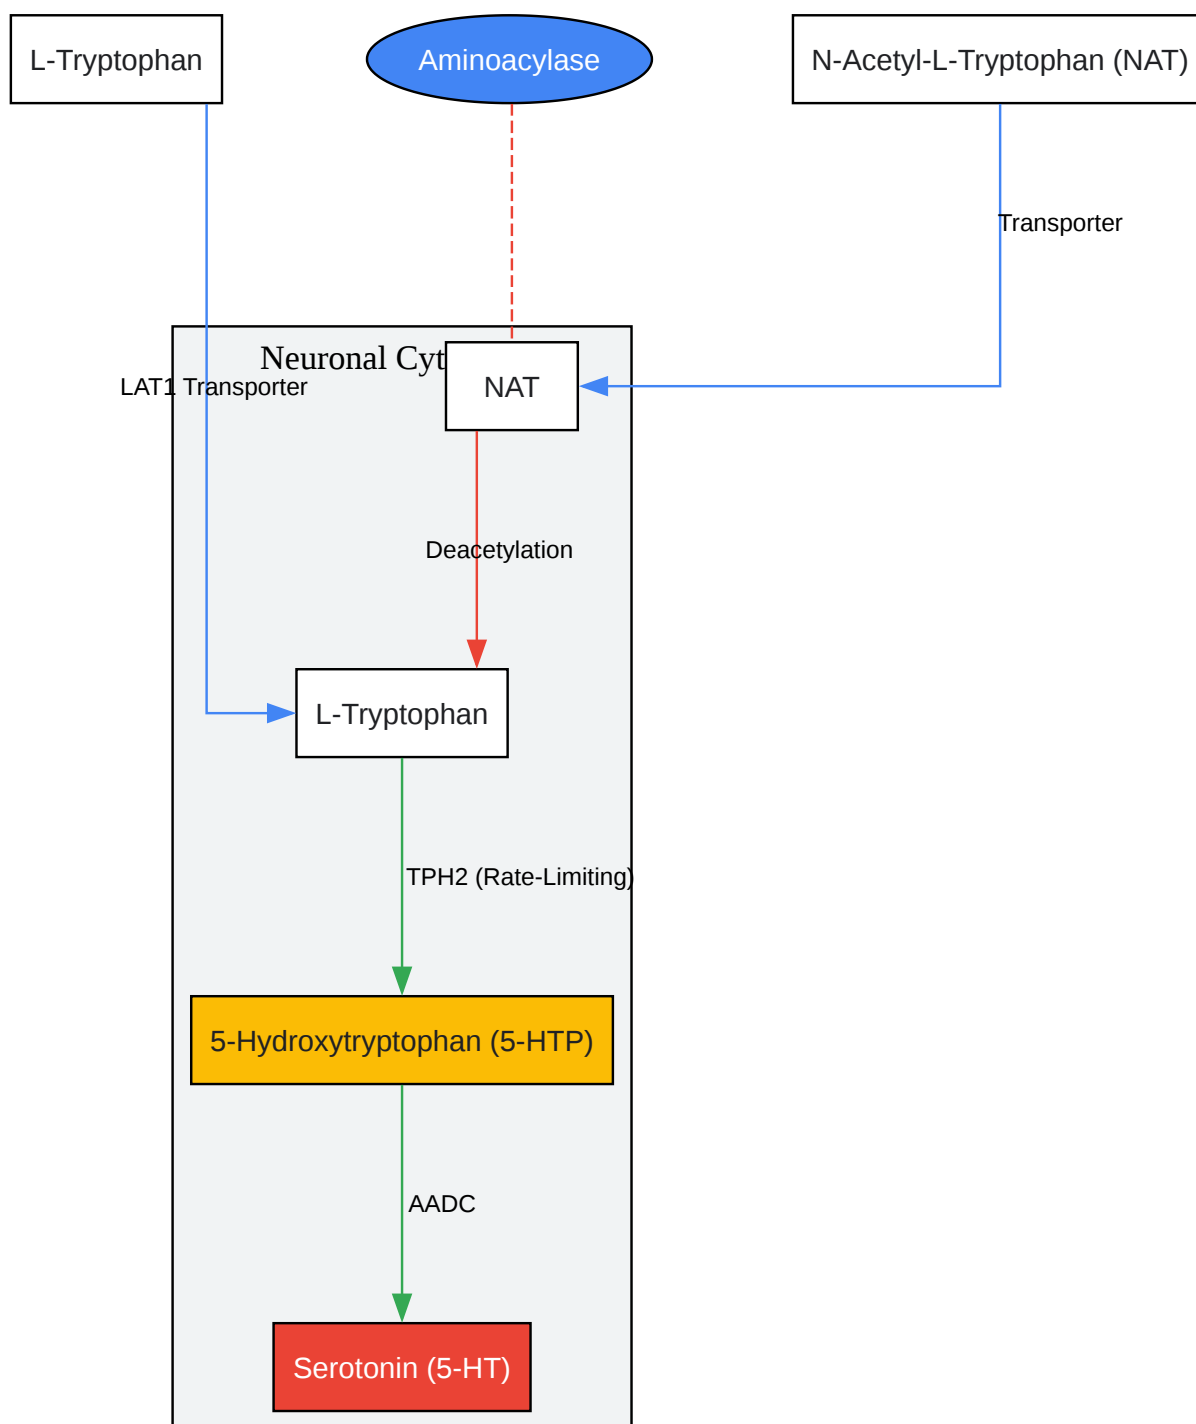 L-Tryptophan
Aminoacylase
N-Acetyl-L-Tryptophan (NAT)
Transporter
Neuronal Cyt
LAT1 Transporter
NAT
Deacetylation
L-Tryptophan
TPH2 (Rate-Limiting)
5-Hydroxytryptophan (5-HTP)
AADC
Serotonin (5-HT)